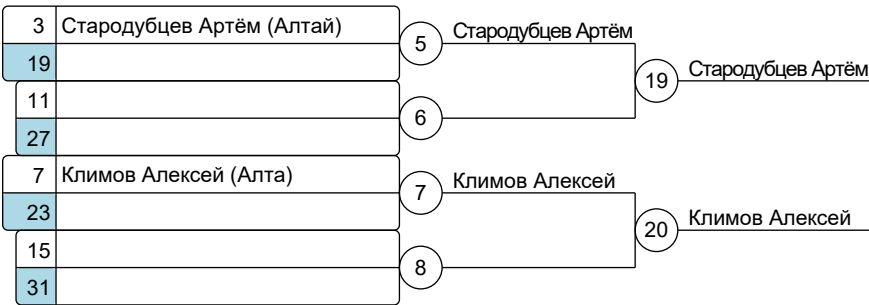 3 Стародубцев Артём (Алтай)
19
5 Стародубцев Артём
11
27
6
19 Стародубцев Артём
7 Климов Алексей (Алта)
23
7 Климов Алексей
15
31
8
20 Климов Алексей